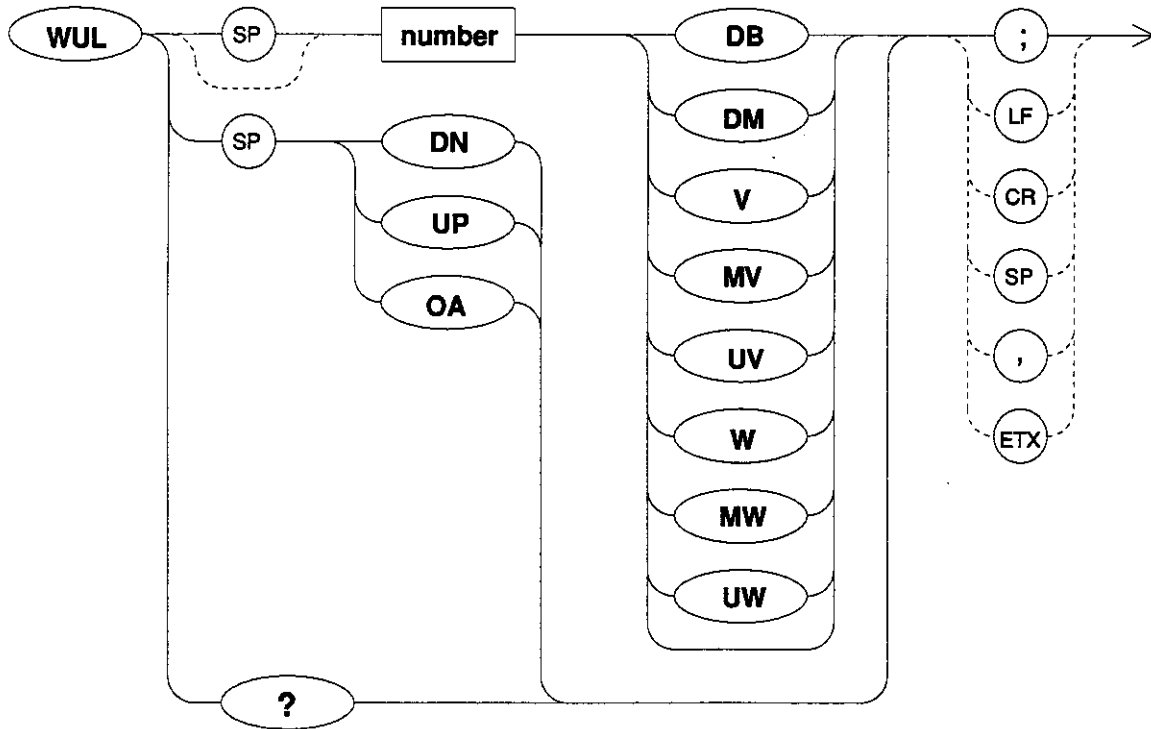 WUL SP number DB ;
DM LF
SP DN
V CR
UP
MV SP
OA
UV ,
W ETX
MW
UW
?